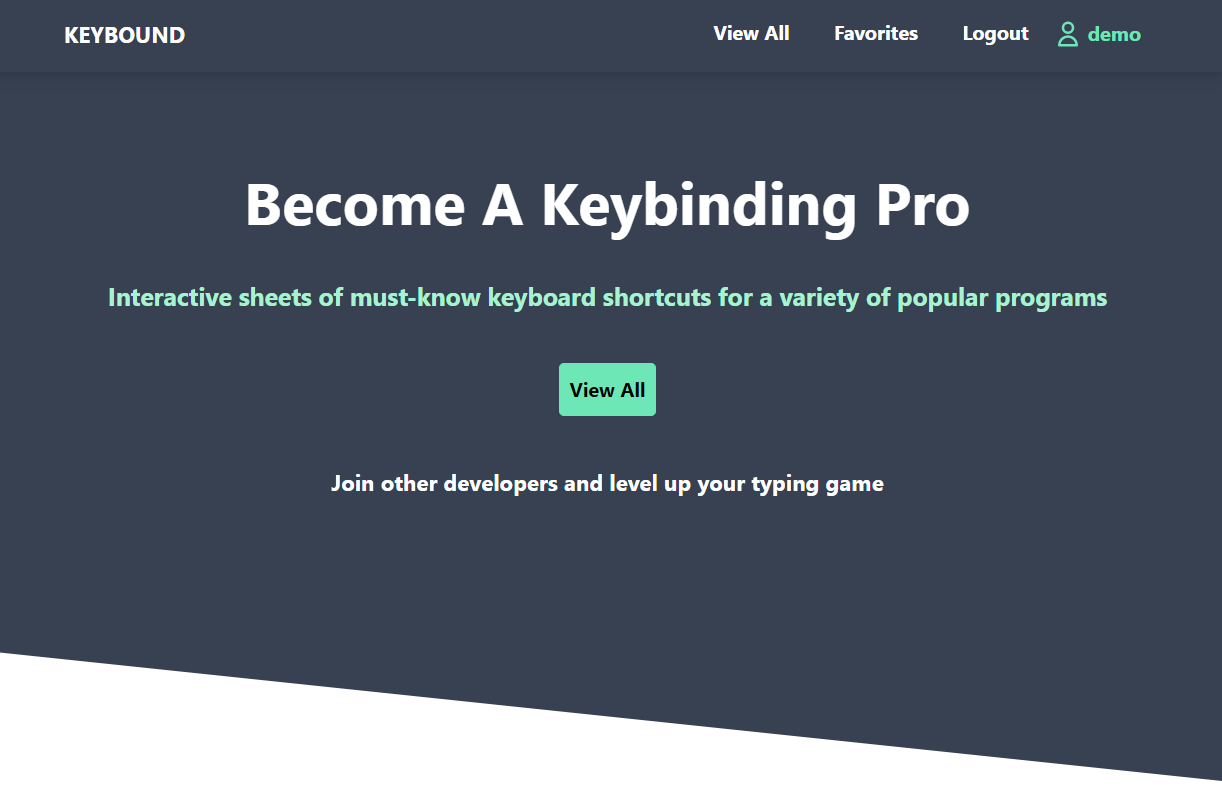 KEYBOUND
View All Favorites Logout demo
Become A Keybinding Pro
Interactive sheets of must-know keyboard shortcuts for a variety of popular programs
View All
Join other developers and level up your typing game